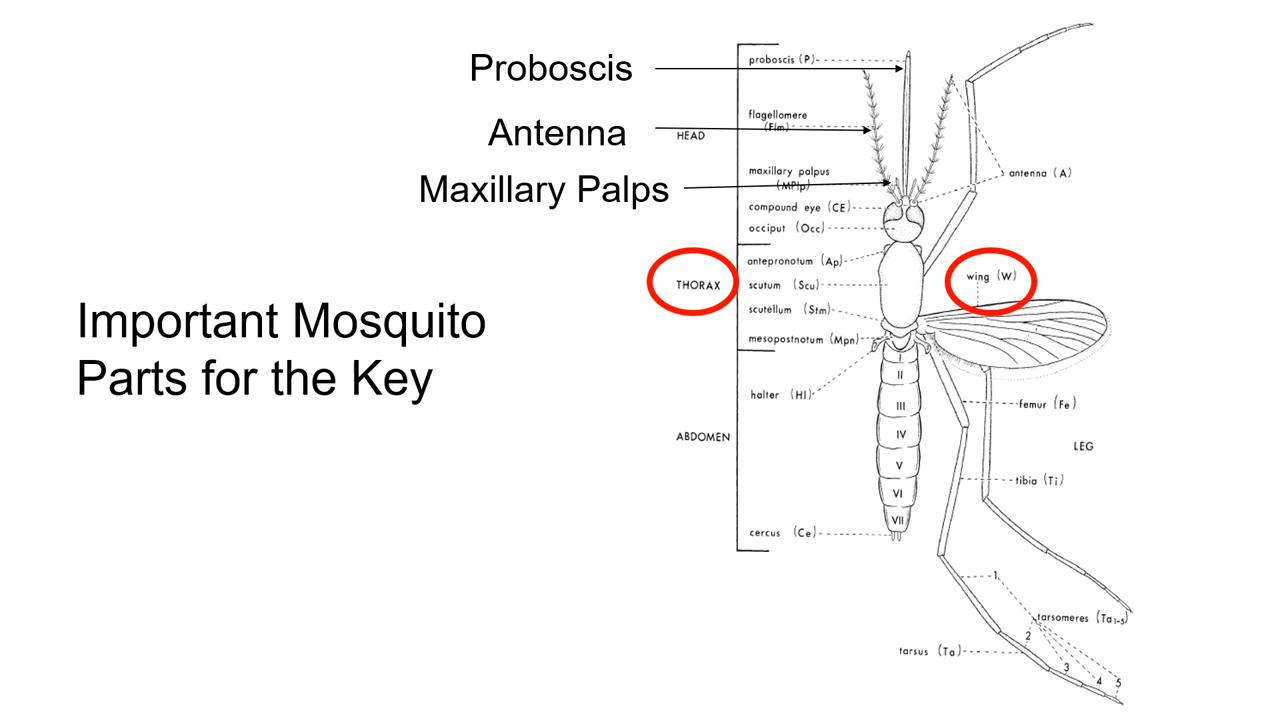 Proboscis
Antenna
Maxillary Palps
Important Mosquito
Parts for the Key
HEAD
THORAX
ABDOMEN
proboscis (P)
flagellomere
(Flm)
maxillary palpus
(MPlp)
compound eye (CE)
occiput (Occ)
antepronotum (Ap)
scutum (Scu)
scutellum (Stm)
mesopostnotum (Mpn)
halter (Hl)
cercus (Ce)
I
II
III
IV
V
VI
VII
antenna (A)
wing (W)
femur (Fe)
LEG
tibia (Ti)
1
tarsomeres (Ta1-5)
2
tarsus (Ta)
3
4
5